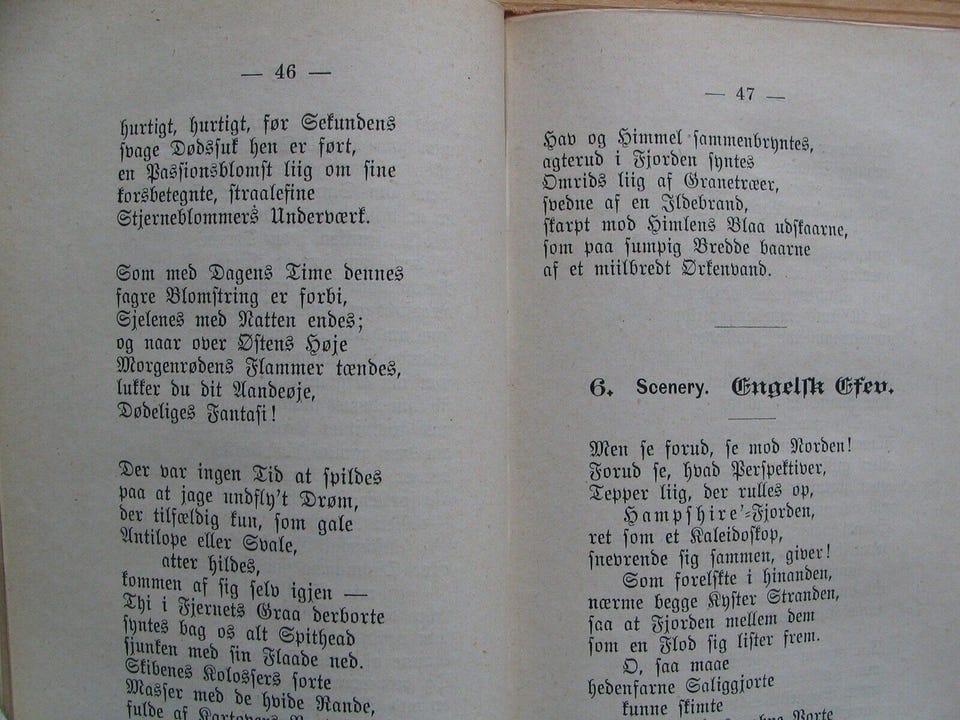 — 46 —
hurtigt, hurtigt, før Sekundens
svage Dødssuk hen er ført,
en Passionsblomst liig om sine
korsbetegnte, straalefine
Stjerneblommers Underværk.
Som med Dagens Time dennes
fagre Blomstring er forbi,
Sjelenes med Natten endes;
og naar over Østens Høje
Morgenrødens Flammer tændes,
lukker du dit Aandeøje,
Dødeliges Fantasi!
Der var ingen Tid at spildes
paa at jage undfly't Drøm,
der tilfældig kun, som gale
Antilope eller Svale,
atter hildes,
kommen af sig selv igjen —
Thi i Fjernets Graa derborte
syntes bag os alt Spithead
sjunken med sin Flaade ned.
Skibenes Kolossers sorte
Masser med de hvide Rande,
fulde af
— 47 —
Hav og Himmel sammenbryntes,
agterud i Fjorden syntes
Omrids liig af Granetræer,
svedne af en Ildebrand,
skarpt mod Himlens Blaa udskaarne,
som paa sumpig Bredde baarne
af et miilbredt Ørkenvand.
6. Scenery. Engelsk Efev.
Men se forud, se mod Norden!
Forud se, hvad Perspektiver,
Tepper liig, der rulles op,
Hampshire'-Fjorden,
ret som et Kaleidoskop,
snevrende sig sammen, giver!
Som forelskte i hinanden,
nærme begge Kyster Stranden,
saa at Fjorden mellem dem
som en Flod sig lister frem.
O, saa maae
hedenfarne Saliggjorte
kunne skimte
Porte